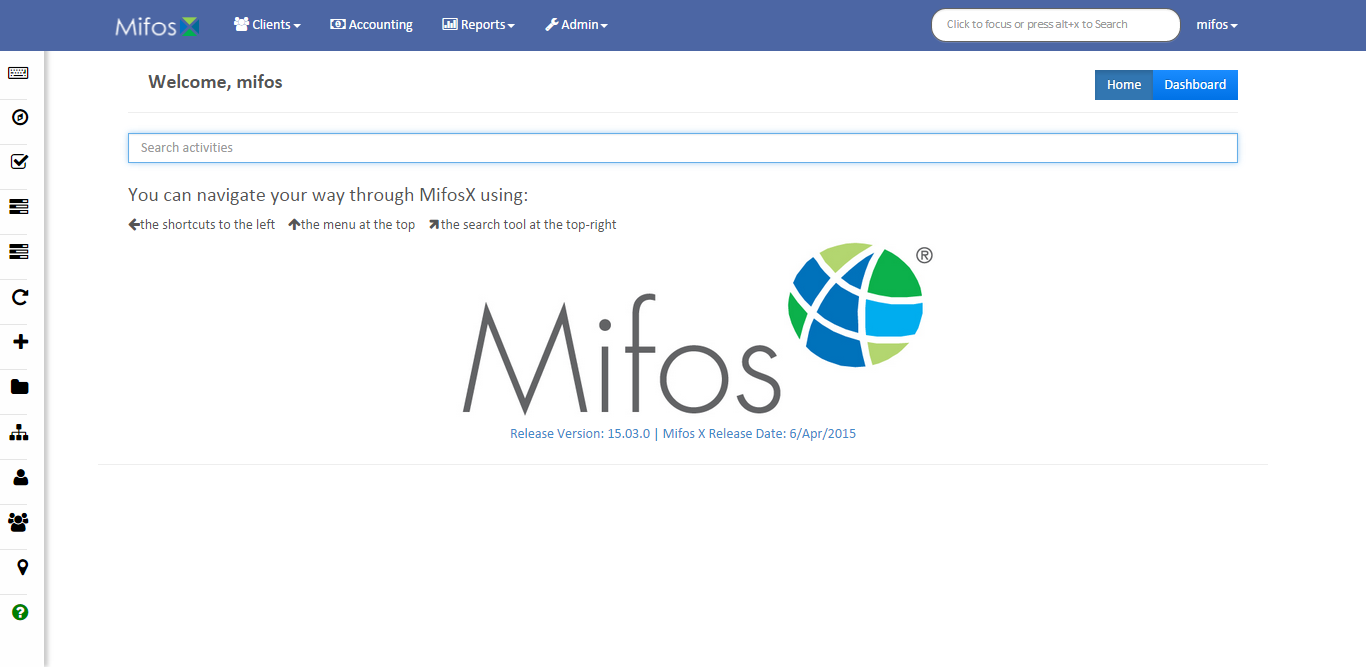 Mifos Clients Accounting Reports Admin Click to focus or press alt+x to Search mifos
Welcome, mifos Home Dashboard
Search activities
You can navigate your way through MifosX using:
the shortcuts to the left the menu at the top the search tool at the top-right
Mifos ®
Release Version: 15.03.0 | Mifos X Release Date: 6/Apr/2015